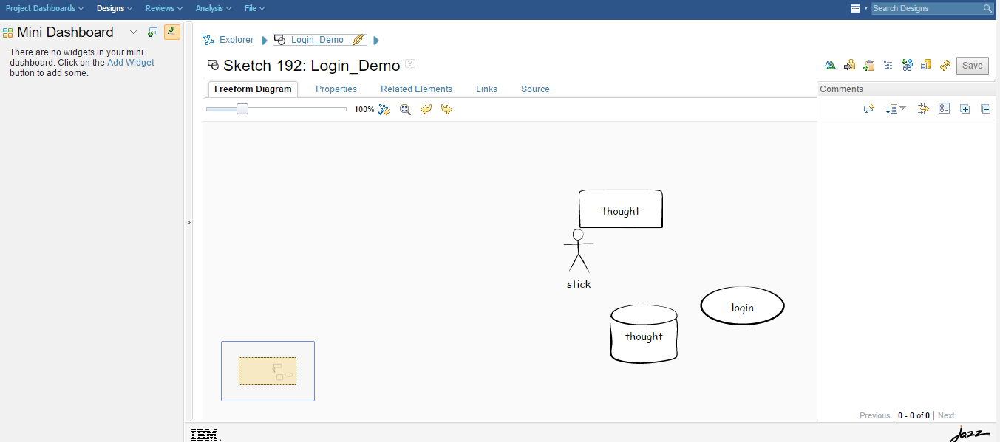 Project Dashboards Designs Reviews Analysis File Search Designs
Mini Dashboard
There are no widgets in your mini
dashboard. Click on the Add Widget
button to add some.
Explorer Login_Demo
Sketch 192: Login_Demo ?
Save
Freeform Diagram Properties Related Elements Links Source
Comments
100%
thought
stick
login
thought
Previous 0 - 0 of 0 Next
IBM.
jazz